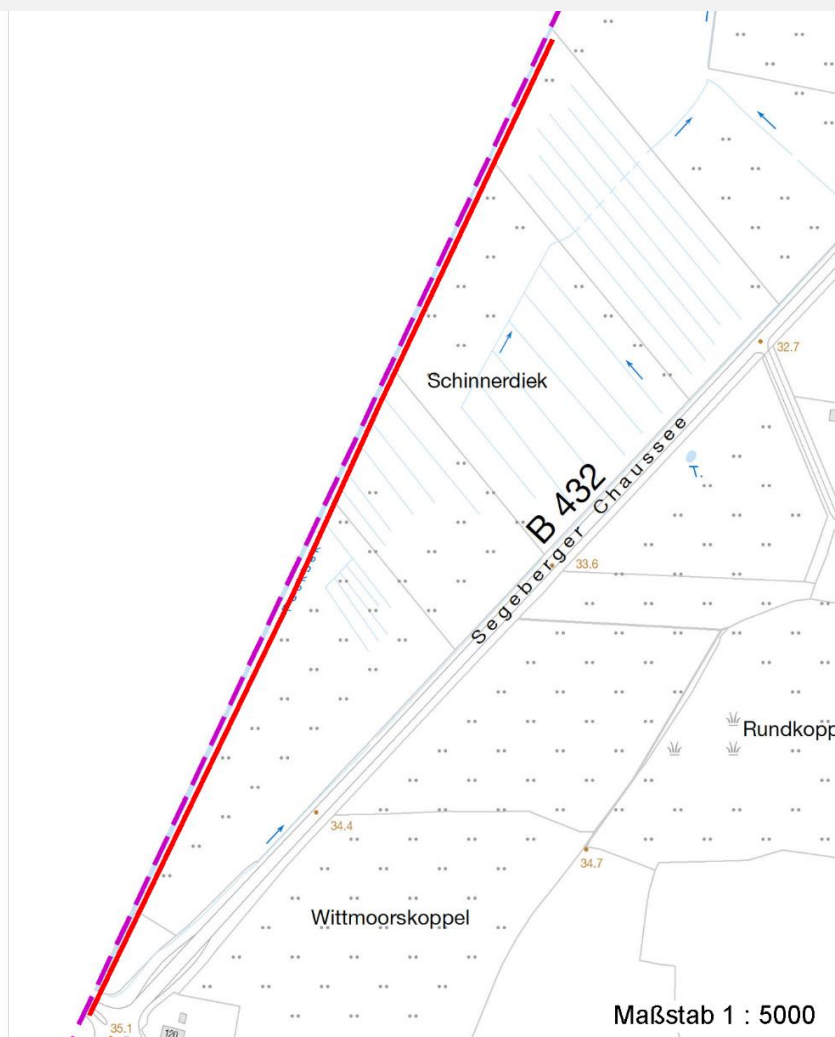 32.7
Schinnerdiek
T.
B 432
Segeberger Chaussee
33.6
Rundkopp
34.4
34.7
Wittmoorskoppel
Maßstab 1 : 5000
35.1
120